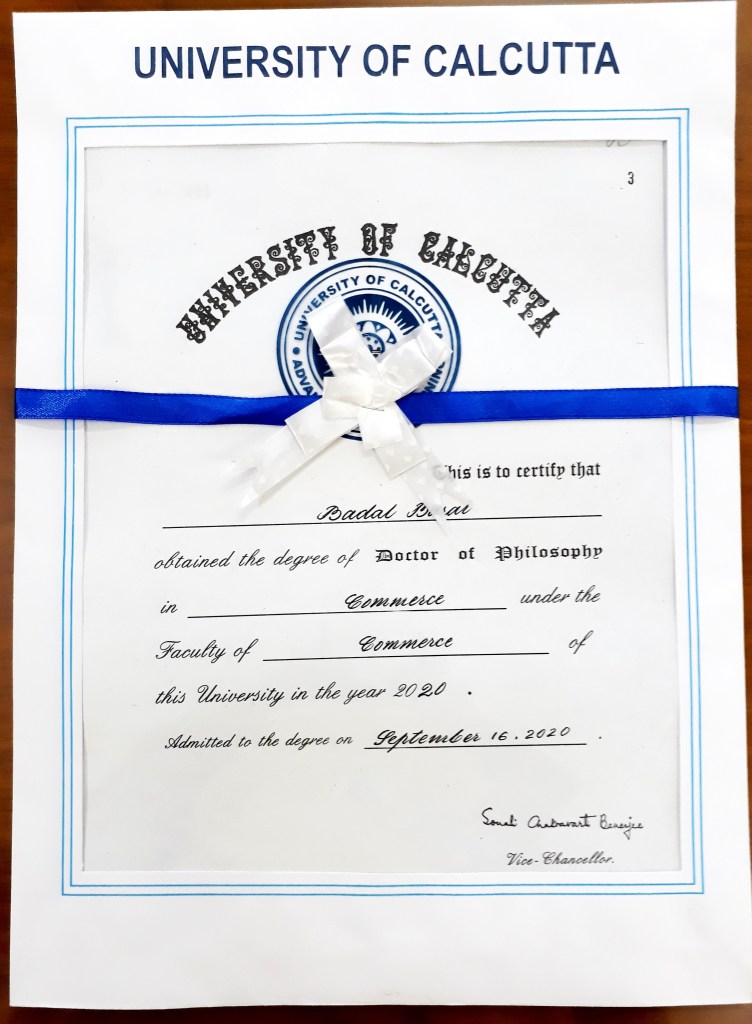 UNIVERSITY OF CALCUTTA
3
UNIVERSITY OF CALCUTTA
UNIVERSITY OF CALCUTTA
This is to certify that
Badal
obtained the degree of Doctor of Philosophy
in Commerce under the
Faculty of Commerce of
this University in the year 2020 .
Admitted to the degree on September 16, 2020 .
Sonali Chakravarti Banerjee
Vice-Chancellor.